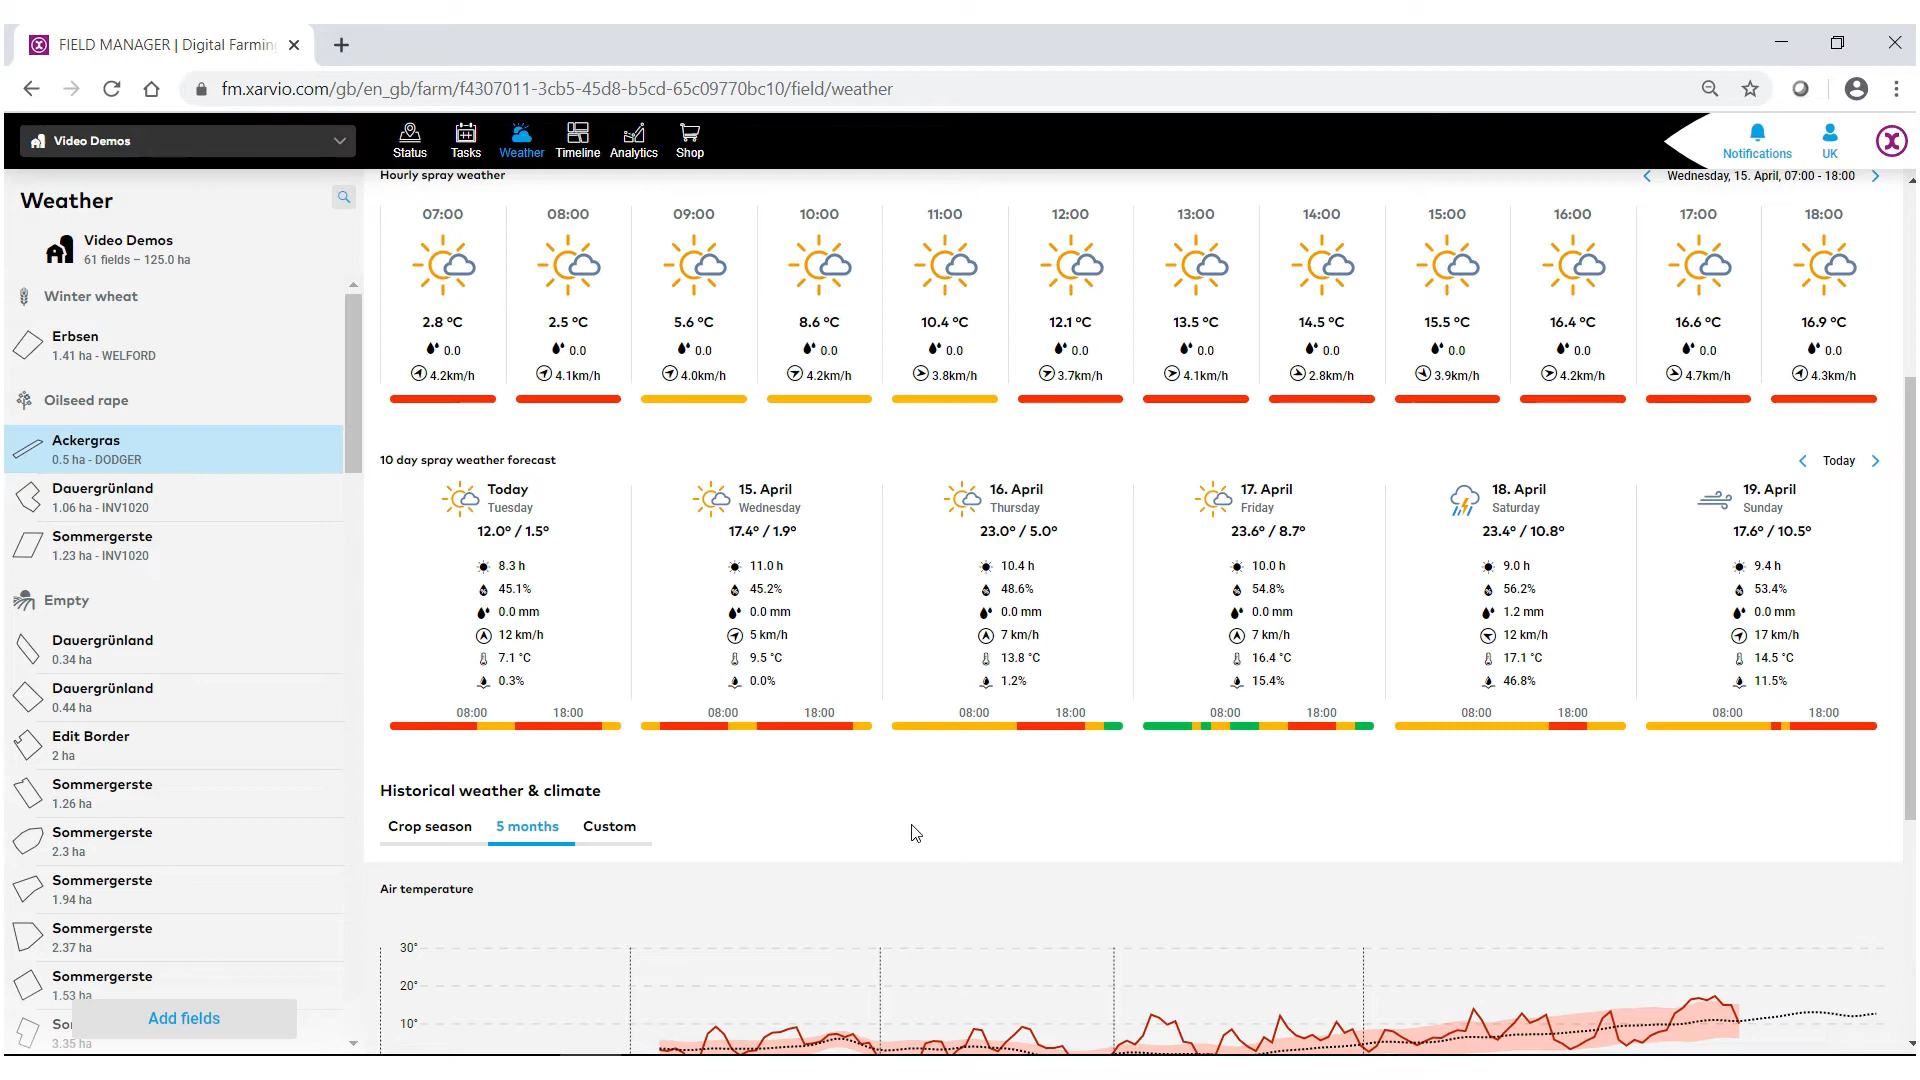 FIELD MANAGER | Digital Farmin
fm.xarvio.com/gb/en_gb/farm/f4307011-3cb5-45d8-b5cd-65c09770bc10/field/weather
Video Demos
Status Tasks Weather Timeline Analytics Shop
Notifications UK
Weather
Video Demos
61 fields – 125.0 ha
Winter wheat
Erbsen
1.41 ha - WELFORD
Oilseed rape
Ackergras
0.5 ha - DODGER
Dauergrünland
1.06 ha - INV1020
Sommergerste
1.23 ha - INV1020
Empty
Dauergrünland
0.34 ha
Dauergrünland
0.44 ha
Edit Border
2 ha
Sommergerste
1.26 ha
Sommergerste
2.3 ha
Sommergerste
1.94 ha
Sommergerste
2.37 ha
Sommergerste
1.53 ha
So
3.35 ha
Add fields
Hourly spray weather
Wednesday, 15. April, 07:00 - 18:00
07:00 08:00 09:00 10:00 11:00 12:00 13:00 14:00 15:00 16:00 17:00 18:00
2.8 °C 2.5 °C 5.6 °C 8.6 °C 10.4 °C 12.1 °C 13.5 °C 14.5 °C 15.5 °C 16.4 °C 16.6 °C 16.9 °C
0.0 0.0 0.0 0.0 0.0 0.0 0.0 0.0 0.0 0.0 0.0 0.0
4.2km/h 4.1km/h 4.0km/h 4.2km/h 3.8km/h 3.7km/h 4.1km/h 2.8km/h 3.9km/h 4.2km/h 4.7km/h 4.3km/h
10 day spray weather forecast
Today
Today 15. April 16. April 17. April 18. April 19. April
Tuesday Wednesday Thursday Friday Saturday Sunday
12.0° / 1.5° 17.4° / 1.9° 23.0° / 5.0° 23.6° / 8.7° 23.4° / 10.8° 17.6° / 10.5°
8.3 h 11.0 h 10.4 h 10.0 h 9.0 h 9.4 h
45.1% 45.2% 48.6% 54.8% 56.2% 53.4%
0.0 mm 0.0 mm 0.0 mm 0.0 mm 1.2 mm 0.0 mm
12 km/h 5 km/h 7 km/h 7 km/h 12 km/h 17 km/h
7.1 °C 9.5 °C 13.8 °C 16.4 °C 17.1 °C 14.5 °C
0.3% 0.0% 1.2% 15.4% 46.8% 11.5%
08:00 18:00 08:00 18:00 08:00 18:00 08:00 18:00 08:00 18:00 08:00 18:00
Historical weather & climate
Crop season 5 months Custom
Air temperature
30°
20°
10°